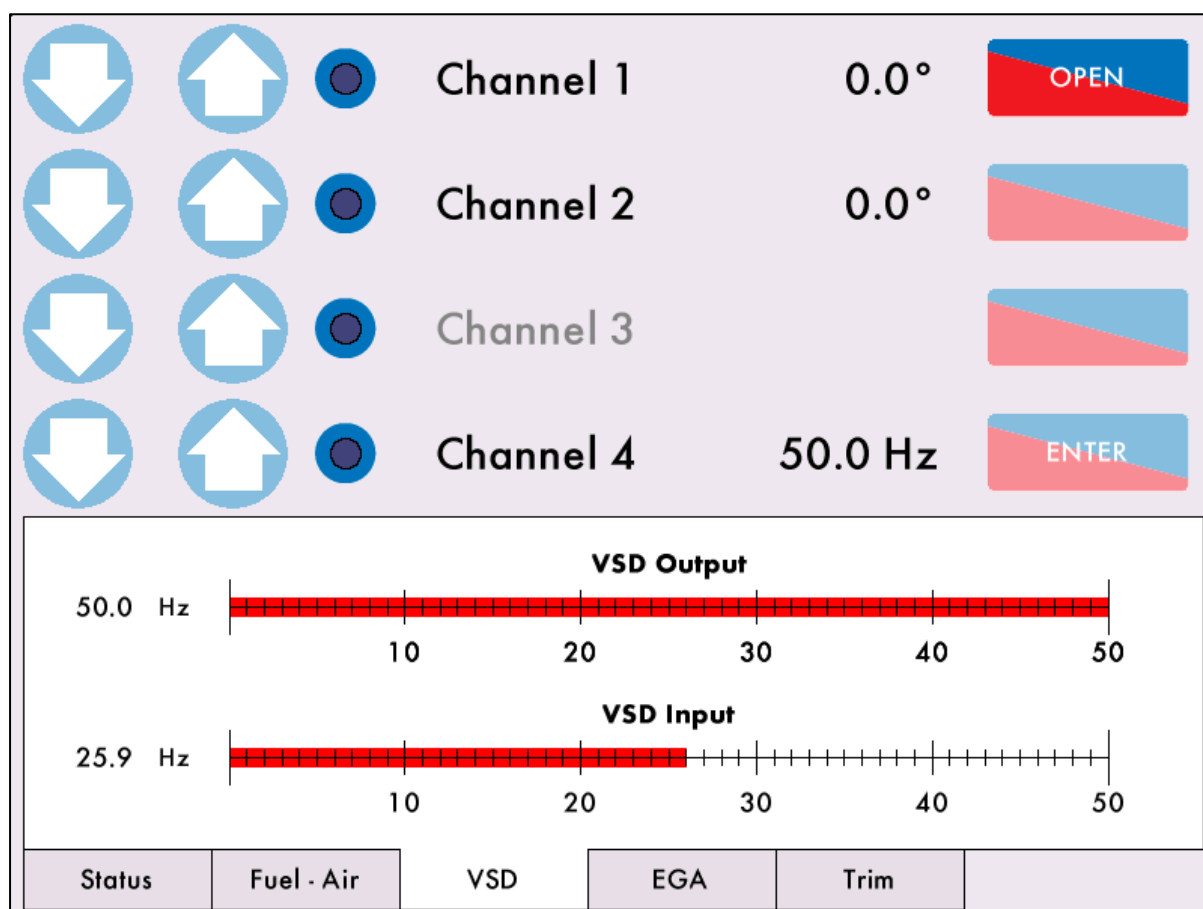 Channel 1 0.0° OPEN
Channel 2 0.0°
Channel 3
Channel 4 50.0 Hz ENTER
VSD Output
50.0 Hz
10 20 30 40 50
VSD Input
25.9 Hz
10 20 30 40 50
Status Fuel - Air VSD EGA Trim